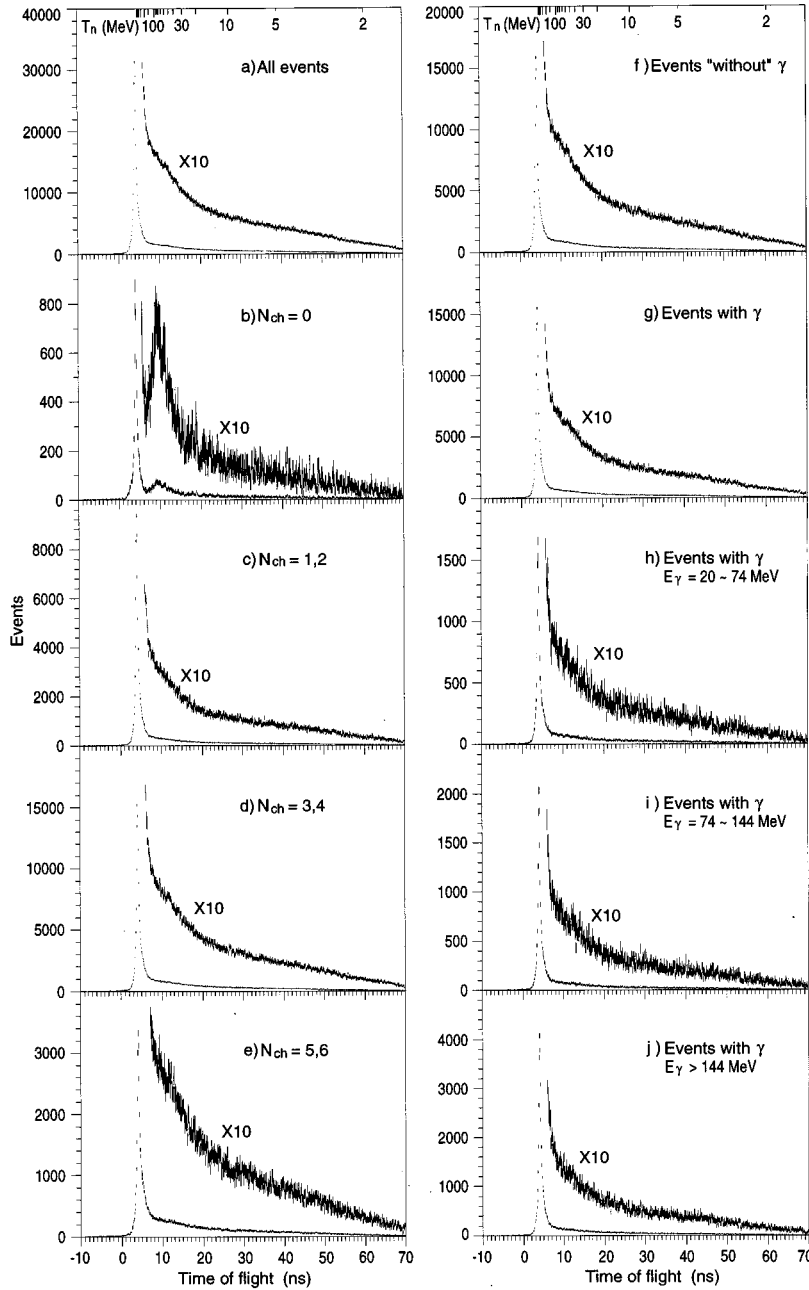 Tn (MeV) 100 30 10 5 2
40000
30000
20000
10000
0
a) All events
X10
800
600
400
200
0
b) Nch = 0
X10
8000
6000
4000
2000
0
c) Nch = 1,2
X10
15000
10000
5000
0
d) Nch = 3,4
X10
3000
2000
1000
0
e) Nch = 5,6
X10
Events
-10 0 10 20 30 40 50 60 70
Time of flight (ns)
Tn (MeV) 100 30 10 5 2
20000
15000
10000
5000
0
f) Events "without" γ
X10
15000
10000
5000
0
g) Events with γ
X10
1500
1000
500
0
h) Events with γ
Eγ = 20 ~ 74 MeV
X10
2000
1500
1000
500
0
i) Events with γ
Eγ = 74 ~ 144 MeV
X10
4000
3000
2000
1000
0
j) Events with γ
Eγ > 144 MeV
X10
-10 0 10 20 30 40 50 60 70
Time of flight (ns)